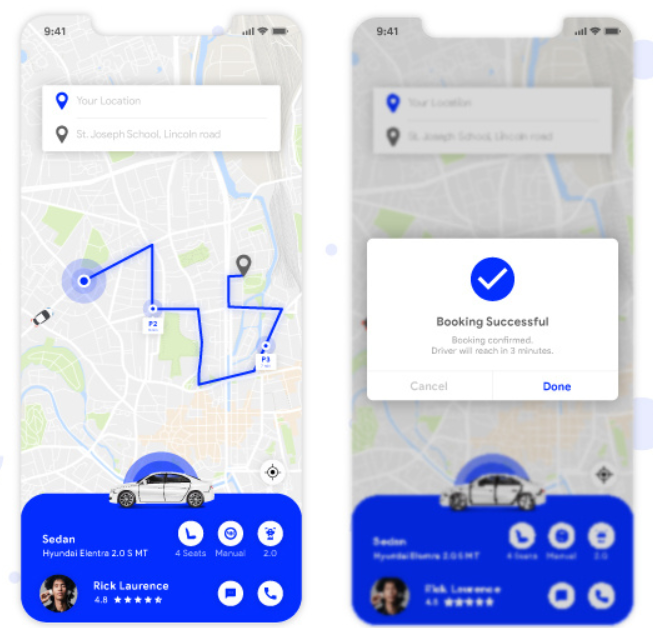 9:41
Your Location
St. Joseph School, Lincoln road
P2
P3
Sedan
Hyundai Elentra 2.0 S MT
4 Seats
Manual
2.0
Rick Laurence
4.8
9:41
Your Location
St. Joseph School, Lincoln road
Booking Successful
Booking confirmed.
Driver will reach in 3 minutes.
Cancel
Done
Sedan
Hyundai Elentra 2.0 S MT
4 Seats
Manual
2.0
Rick Laurence
4.8